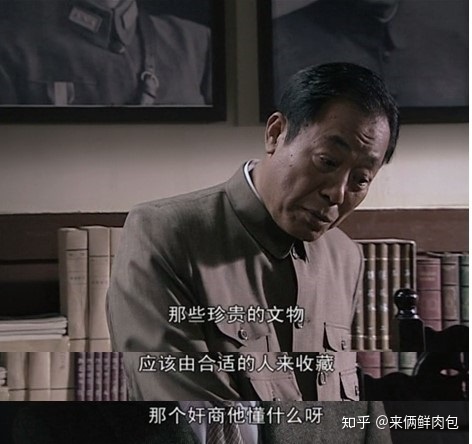 那些珍贵的文物
应该由合适的人来收藏
那个奸商他懂什么呀
知乎 @来俩鲜肉包